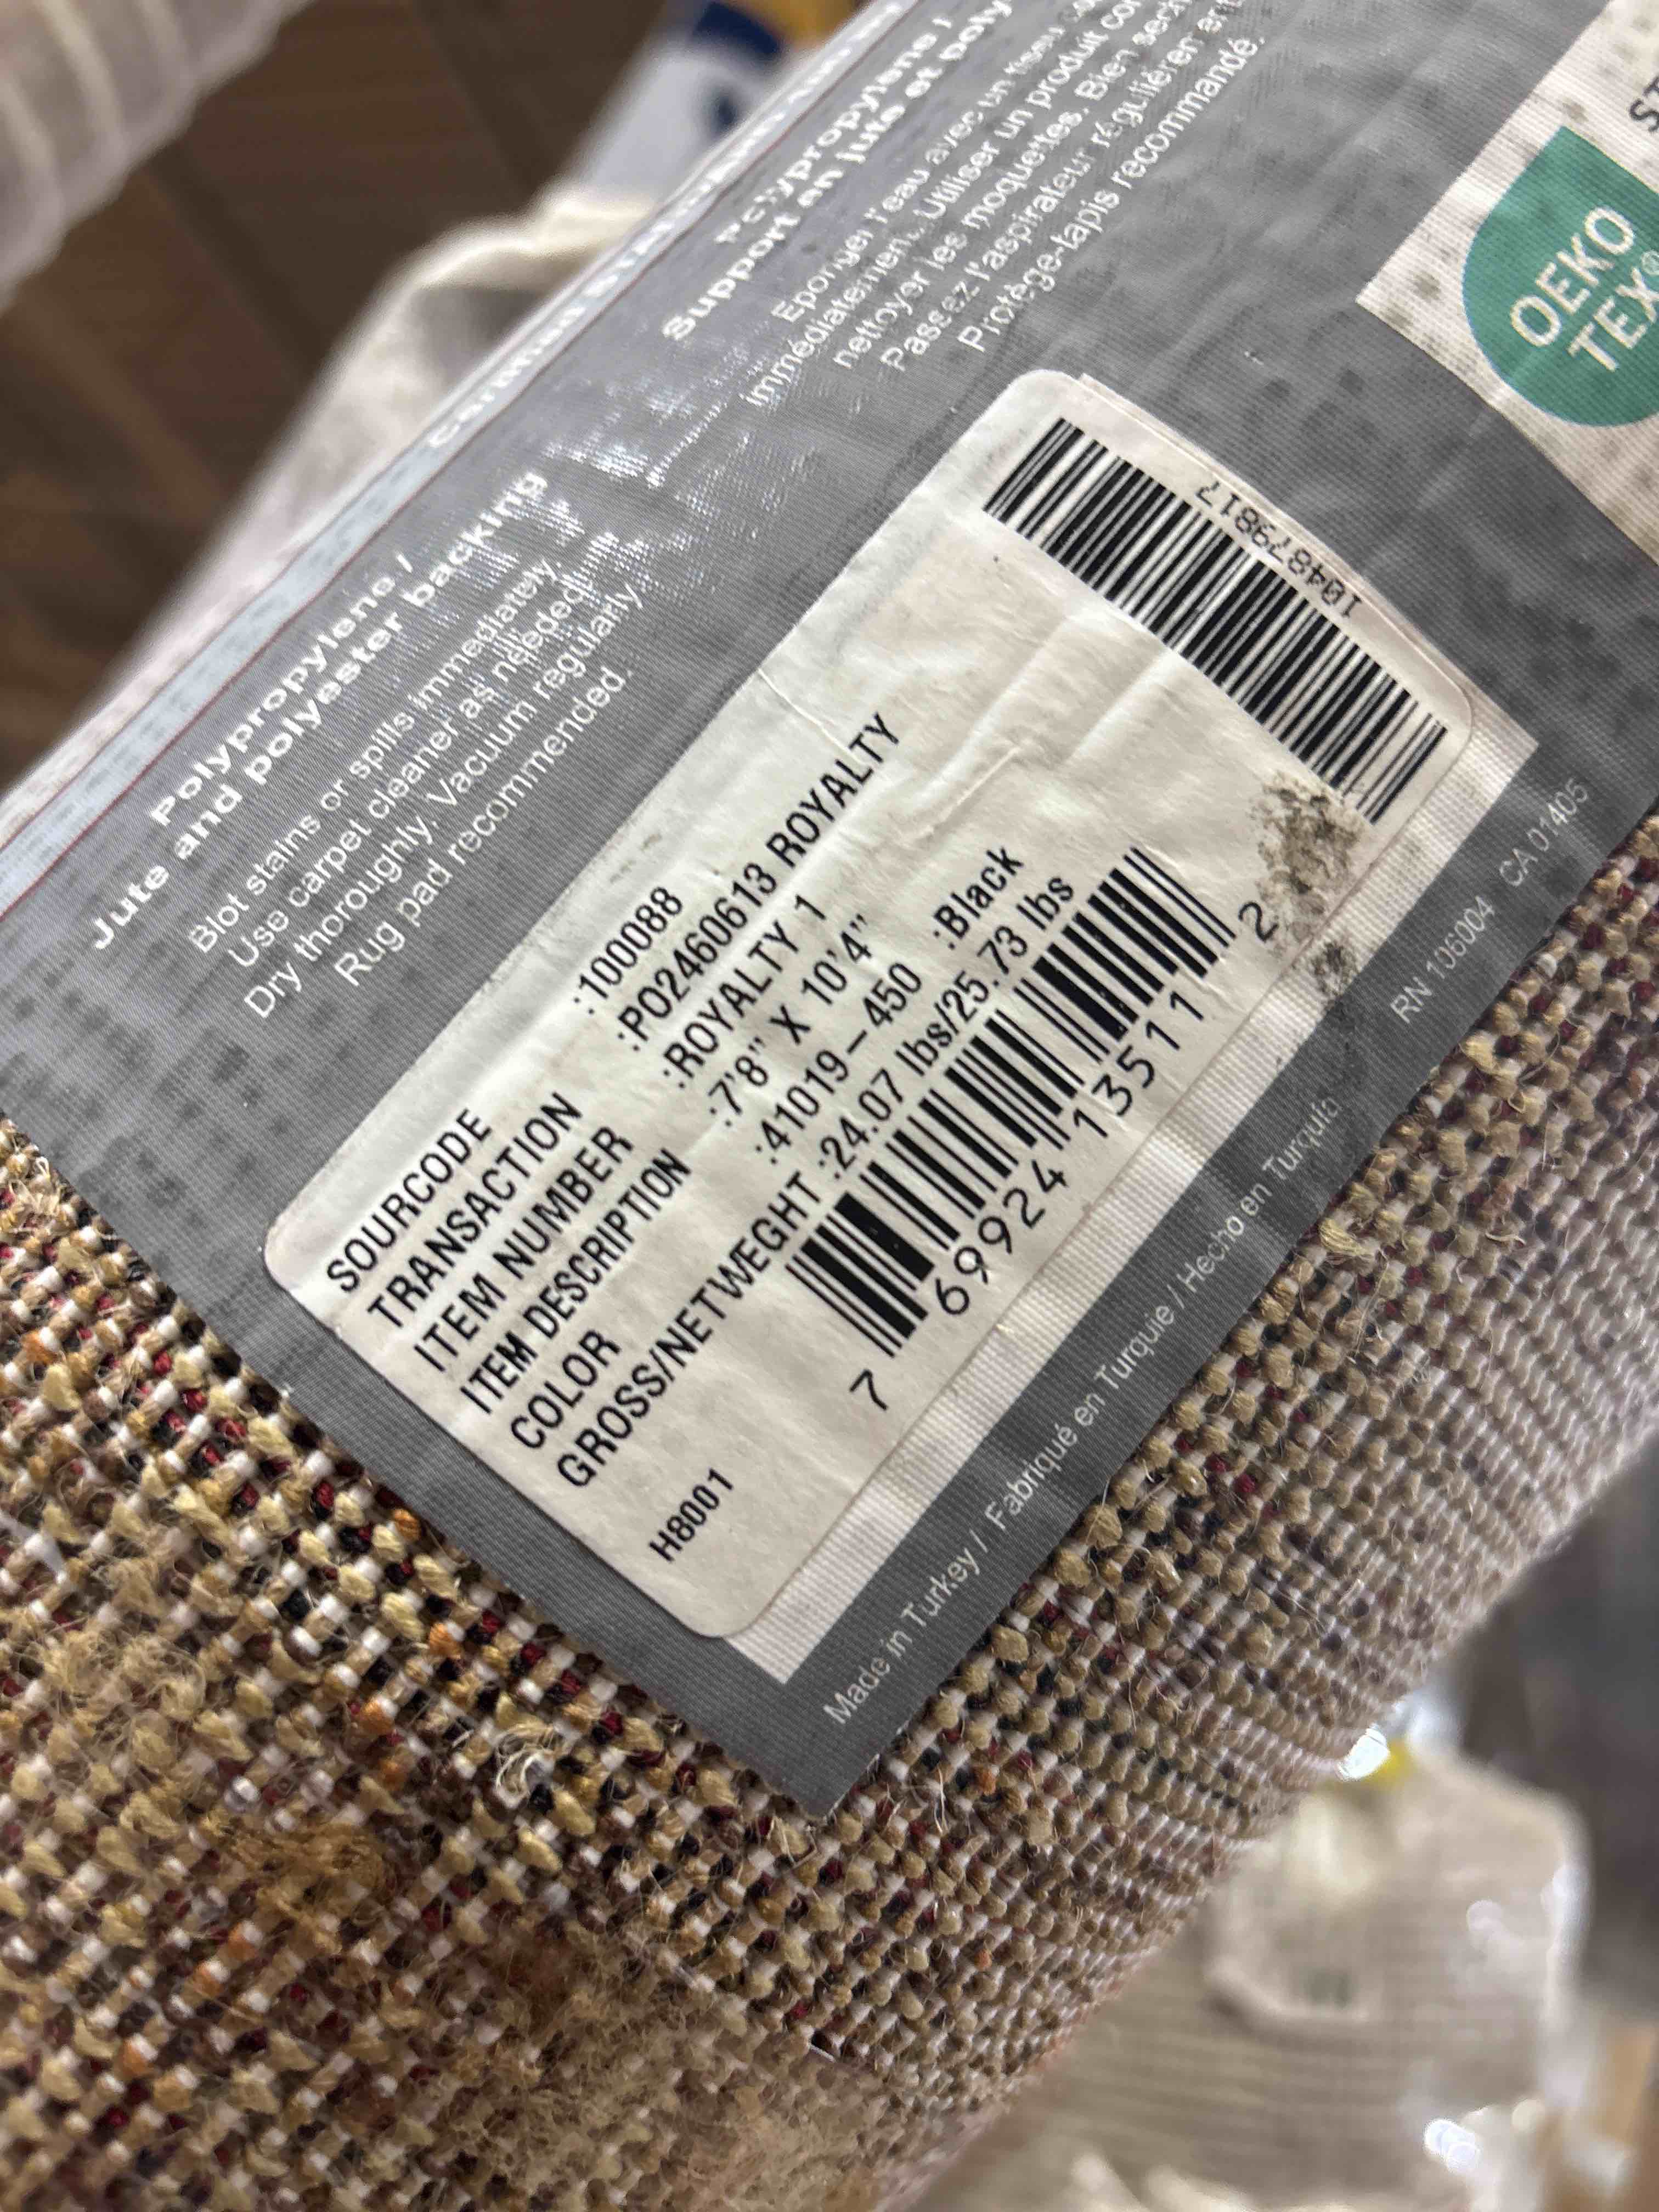 Polypropylene /
Jute and polyester backing
Blot stains or spills immediately.
Use carpet cleaner as needed.
Dry thoroughly. Vacuum regularly
Rug pad recommended.
Polypropylène /
Support en jute et poly
Éponger l'eau avec un tissu
immédiatement. Utiliser un produit
nettoyer les moquettes. Bien
Passez l'aspirateur régulièrem
Protège-tapis recommandé.
OEKO
TEX®
104879817
SOURCODE :100088
TRANSACTION :PO2460613 ROYALTY
ITEM NUMBER :ROYALTY 1
ITEM DESCRIPTION :7'8" X 10'4"
COLOR :41019-450 :Black
GROSS/NETWEGHT :24.07 lbs/25.73 lbs
H8001
7 69924 13511 2
Made in Turkey / Fabriqué en Turquie / Hecho en Turquía
RN 106004 CA 01405